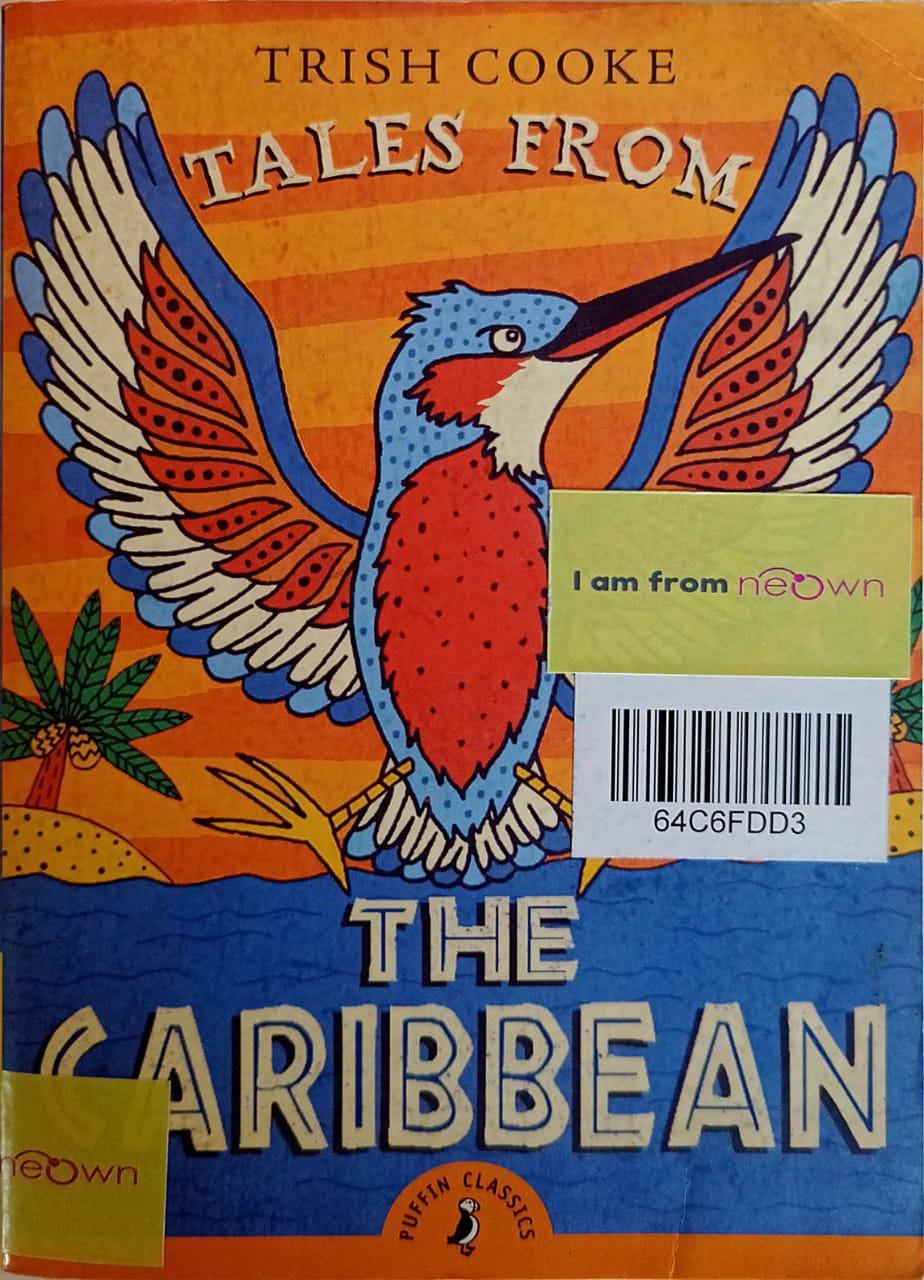 TRISH COOKE
TALES FROM
I am from neOwn
64C6FDD3
THE
CARIBBEAN
neOwn
PUFFIN CLASSICS